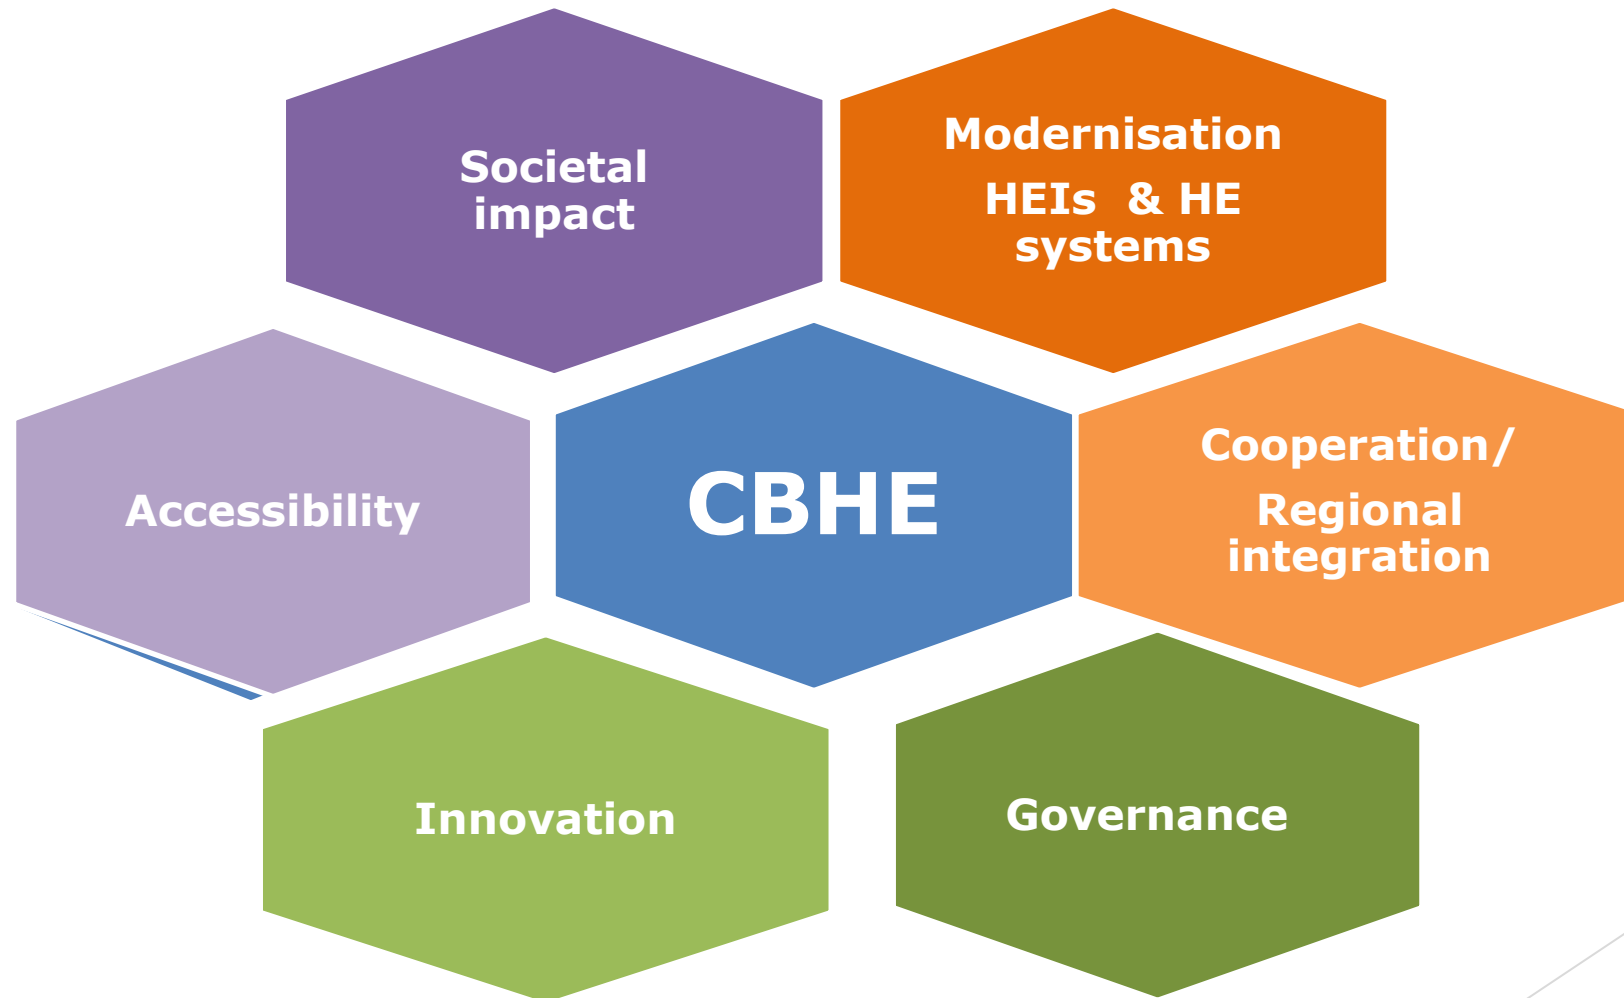 Societal
impact
Modernisation
HEIs & HE
systems
Accessibility
CBHE
Cooperation/
Regional
integration
Innovation
Governance